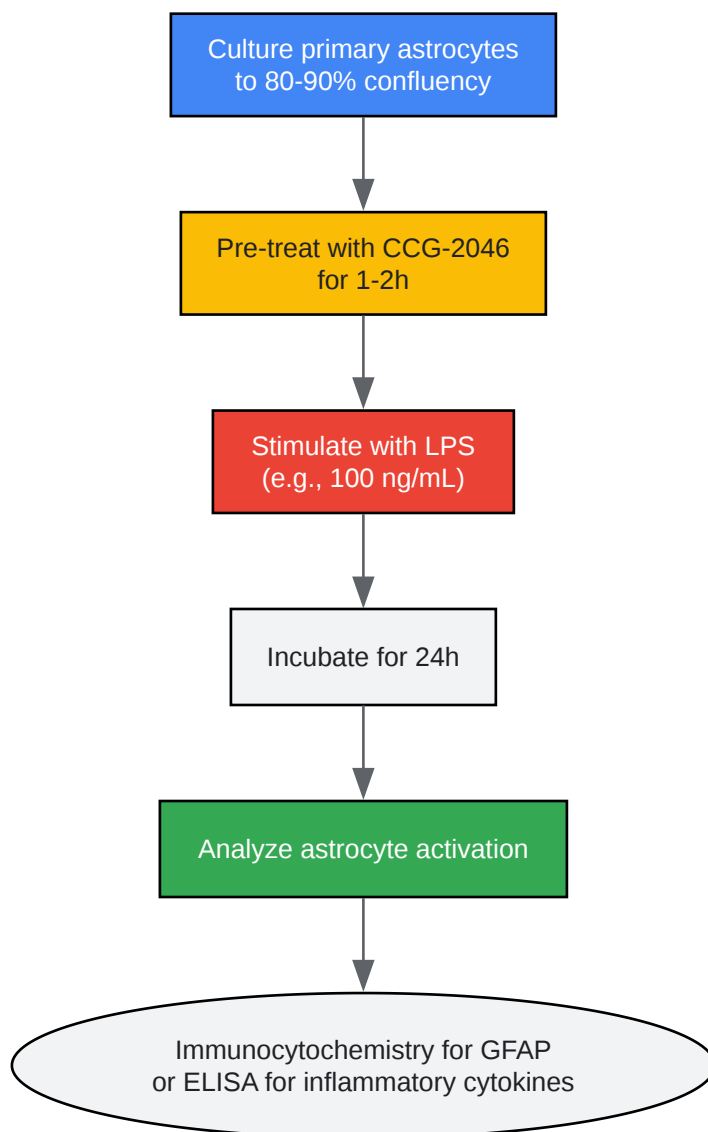 Culture primary astrocytes
to 80-90% confluency
Pre-treat with CCG-2046
for 1-2h
Stimulate with LPS
(e.g., 100 ng/mL)
Incubate for 24h
Analyze astrocyte activation
Immunocytochemistry for GFAP
or ELISA for inflammatory cytokines